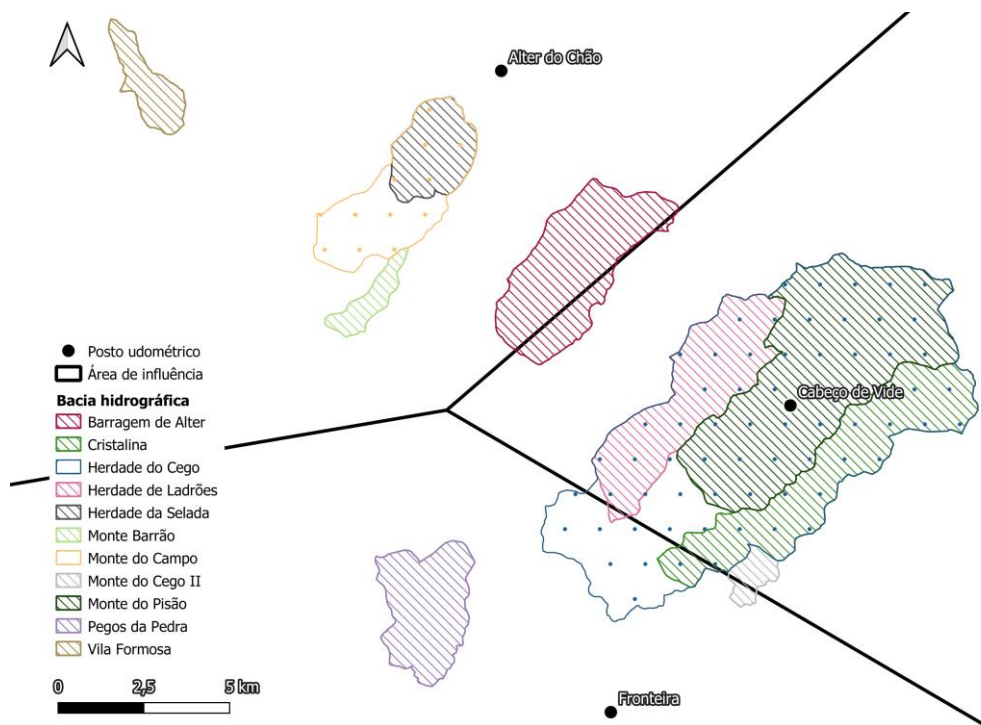 Alter do Chão
Cabeço de Vide
Posto udométrico
Área de influência
Bacia hidrográfica
Barragem de Alter
Cristalina
Herdade do Cego
Herdade de Ladrões
Herdade da Selada
Monte Barrão
Monte do Campo
Monte do Cego II
Monte do Pisão
Pegos da Pedra
Vila Formosa
0 2,5 5 km
Fronteira